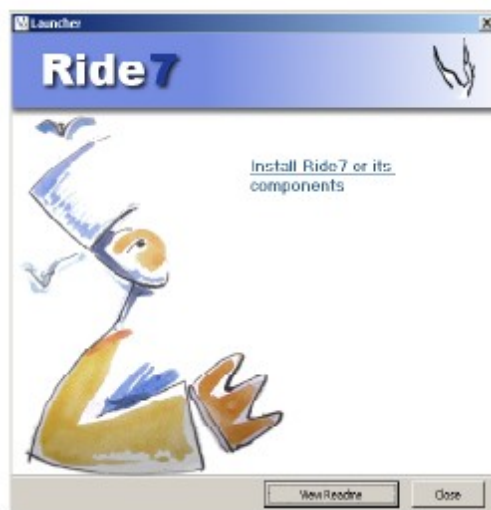 Launcher
Ride7
Install Ride7 or its
components
View Readme
Close